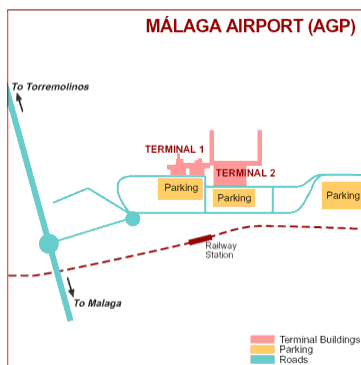 MÁLAGA AIRPORT (AGP)
To Torremolinos
TERMINAL 1
TERMINAL 2
Parking
Parking
Parking
Railway
Station
To Malaga
Terminal Buildings
Parking
Roads